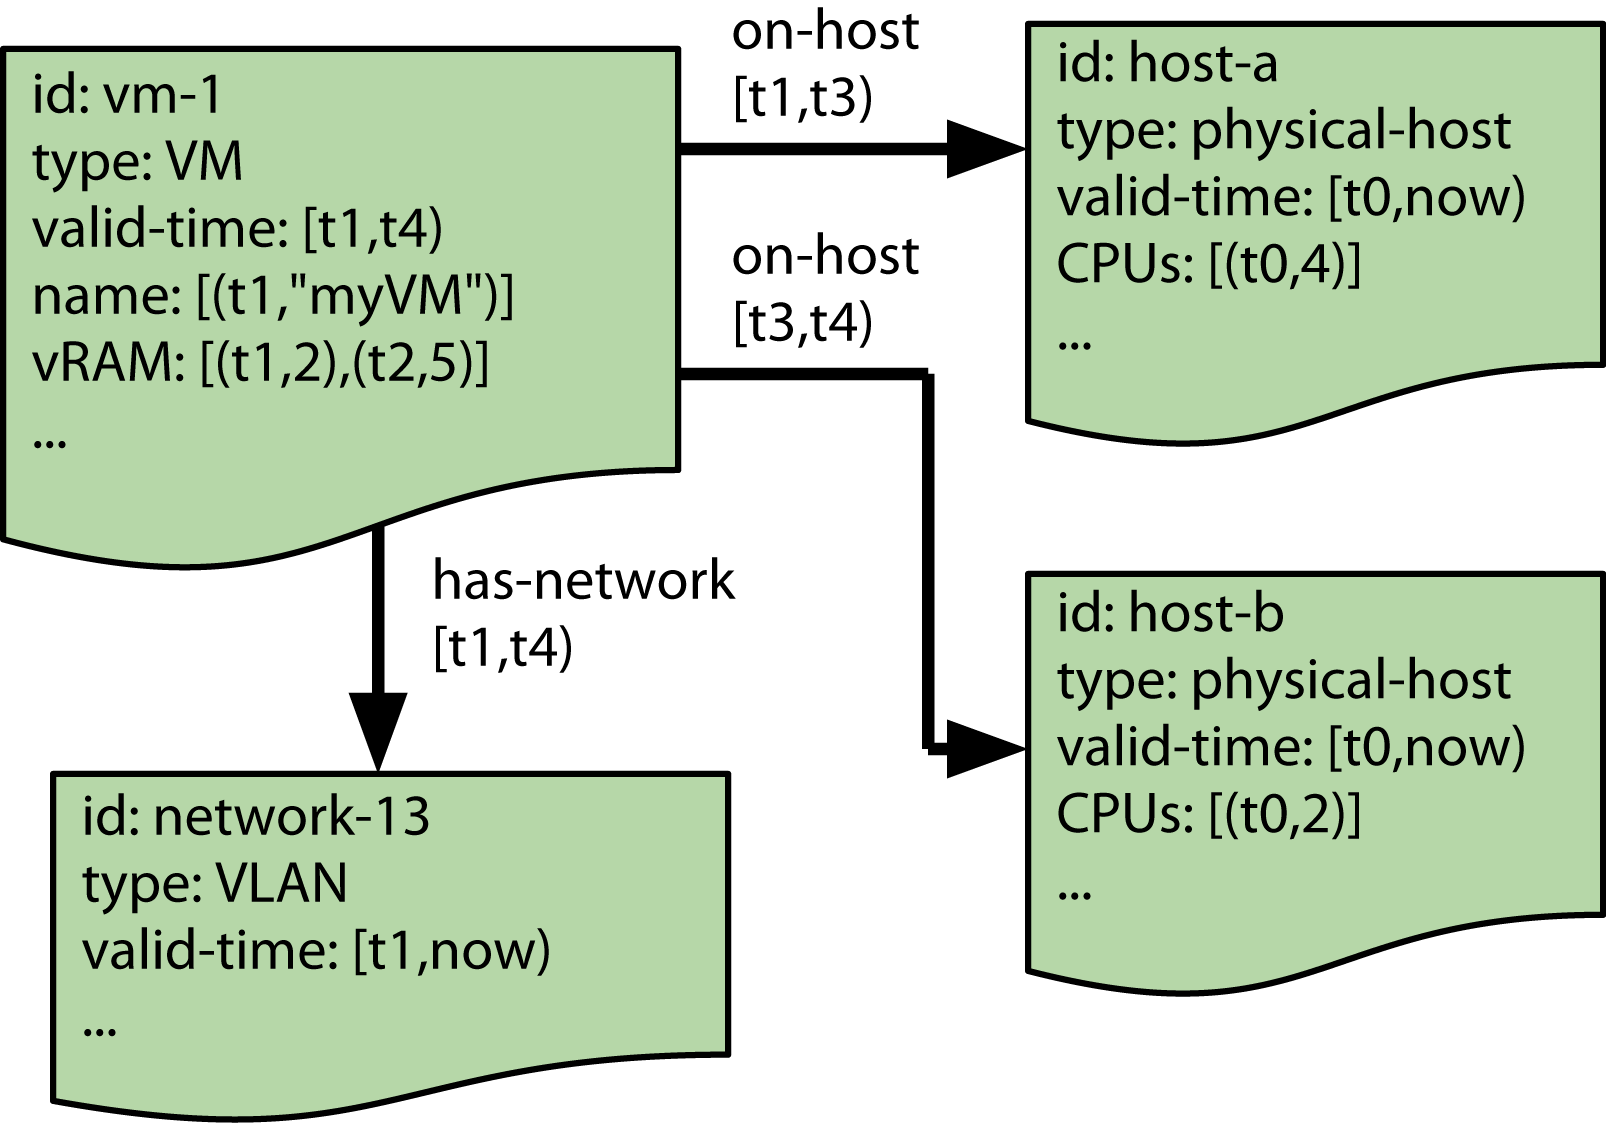 id: vm-1
type: VM
valid-time: [t1,t4)
name: [(t1,"myVM")]
vRAM: [(t1,2),(t2,5)]
...
on-host
[t1,t3)
on-host
[t3,t4)
id: host-a
type: physical-host
valid-time: [t0,now)
CPUs: [(t0,4)]
...
has-network
[t1,t4)
id: host-b
type: physical-host
valid-time: [t0,now)
CPUs: [(t0,2)]
...
id: network-13
type: VLAN
valid-time: [t1,now)
...